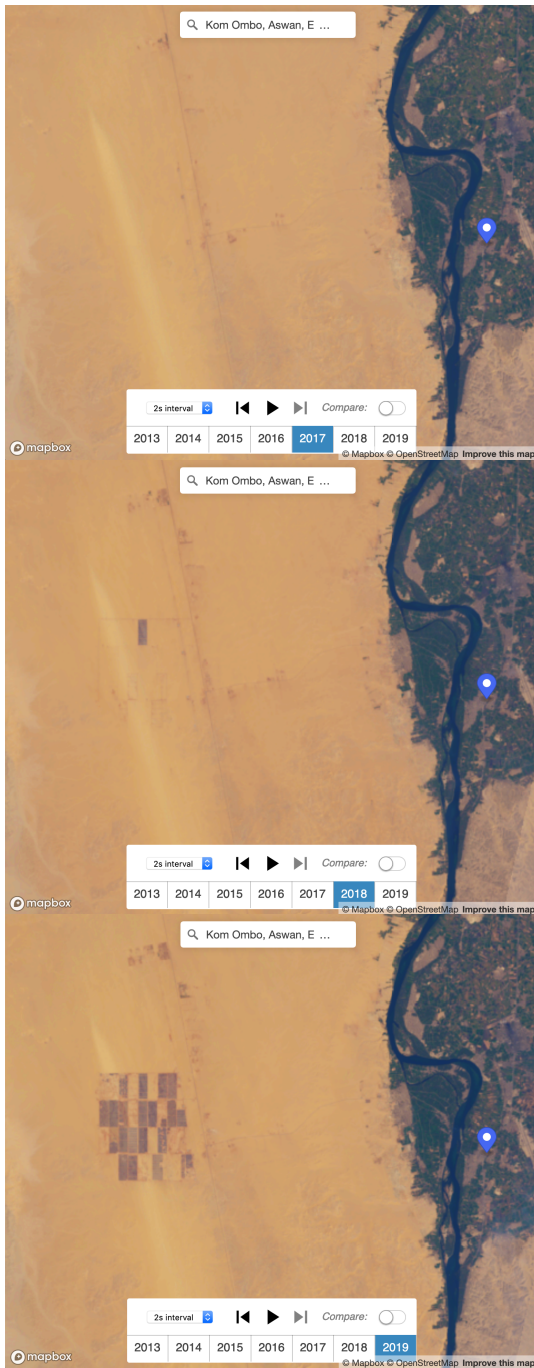 Kom Ombo, Aswan, E ...
2s interval
Compare:
2013 2014 2015 2016 2017 2018 2019
mapbox
© Mapbox © OpenStreetMap Improve this map
Kom Ombo, Aswan, E ...
2s interval
Compare:
2013 2014 2015 2016 2017 2018 2019
mapbox
© Mapbox © OpenStreetMap Improve this map
Kom Ombo, Aswan, E ...
2s interval
Compare:
2013 2014 2015 2016 2017 2018 2019
mapbox
© Mapbox © OpenStreetMap Improve this map